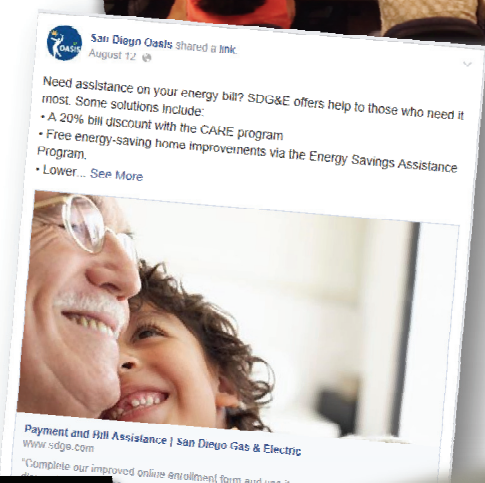 OASIS
San Diego Oasis shared a link.
August 12
Need assistance on your energy bill? SDG&E offers help to those who need it
most. Some solutions include:
• A 20% bill discount with the CARE program
• Free energy-saving home improvements via the Energy Savings Assistance
Program.
• Lower... See More
Payment and Bill Assistance | San Diego Gas & Electric
www.sdge.com
"Complete our improved online enrollment form and